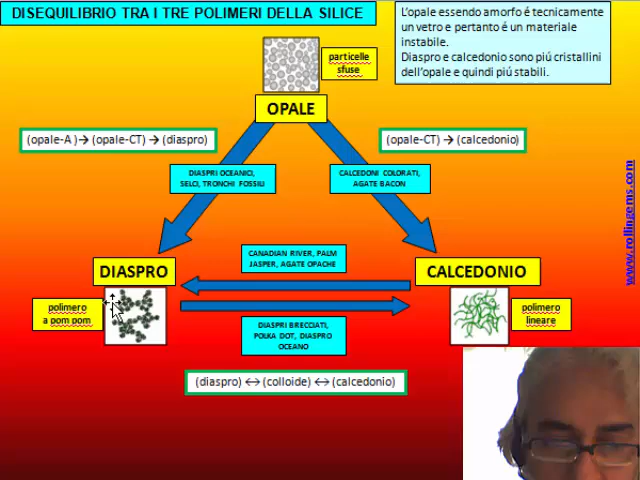 DISEQUILIBRIO TRA I TRE POLIMERI DELLA SILICE
L'opale essendo amorfo é tecnicamente
un vetro e pertanto é un materiale
instabile.
Diaspro e calcedonio sono piú cristallini
dell'opale e quindi piú stabili.
particelle
sfuse
OPALE
(opale-A) → (opale-CT) → (diaspro)
(opale-CT) → (calcedonio)
DIASPRI OCEANICI,
SELCI, TRONCHI FOSSILI
CALCEDONI COLORATI,
AGATE BACON
www.rollingems.com
CANADIAN RIVER, PALM
JASPER, AGATE OPACHE
DIASPRO
CALCEDONIO
polimero
a pom pom
polimero
lineare
DIASPRI BRECCIATI,
POLKA DOT, DIASPRO
OCEANO
(diaspro) ↔ (colloide) ↔ (calcedonio)